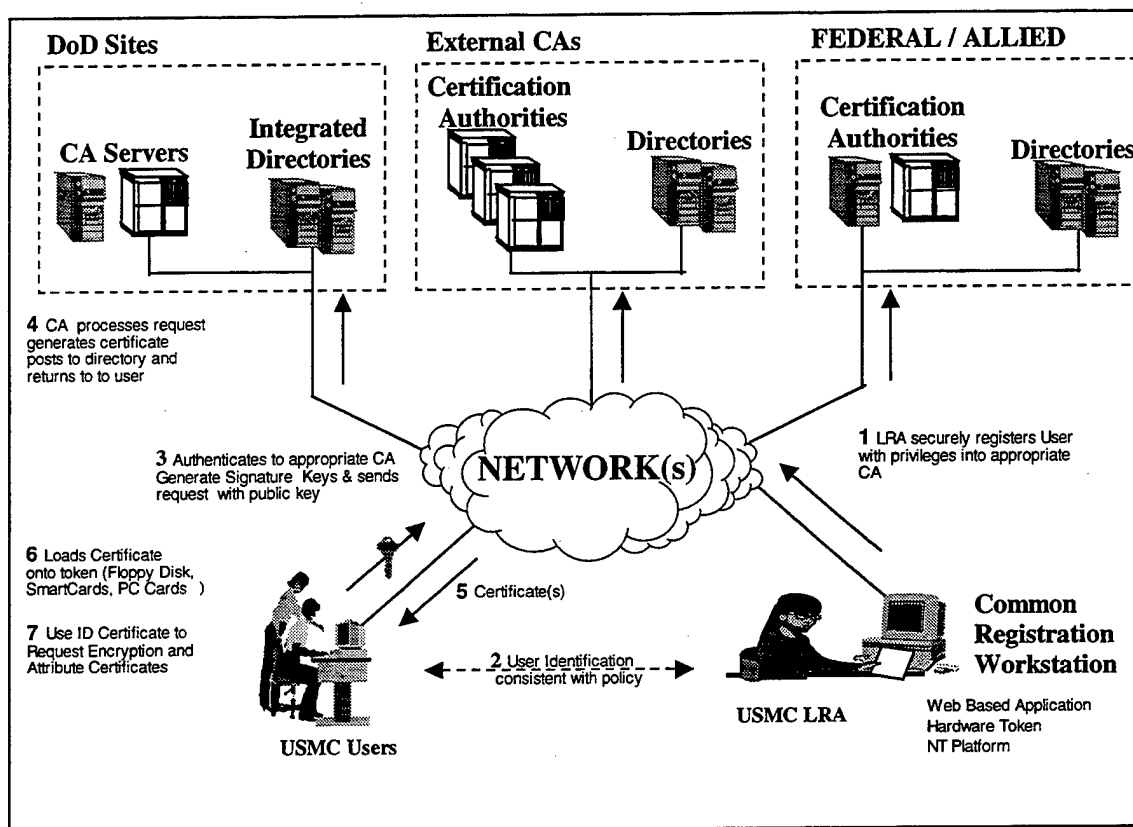 DoD Sites
External CAs
FEDERAL / ALLIED
CA Servers
Integrated
Directories
Certification
Authorities
Directories
Certification
Authorities
Directories
4 CA processes request
generates certificate
posts to directory and
returns to to user
3 Authenticates to appropriate CA
Generate Signature Keys & sends
request with public key
NETWORK(s)
1 LRA securely registers User
with privileges into appropriate
CA
6 Loads Certificate
onto token (Floppy Disk,
SmartCards, PC Cards )
7 Use ID Certificate to
Request Encryption and
Attribute Certificates
5 Certificate(s)
2 User Identification
consistent with policy
USMC Users
USMC LRA
Common
Registration
Workstation
Web Based Application
Hardware Token
NT Platform